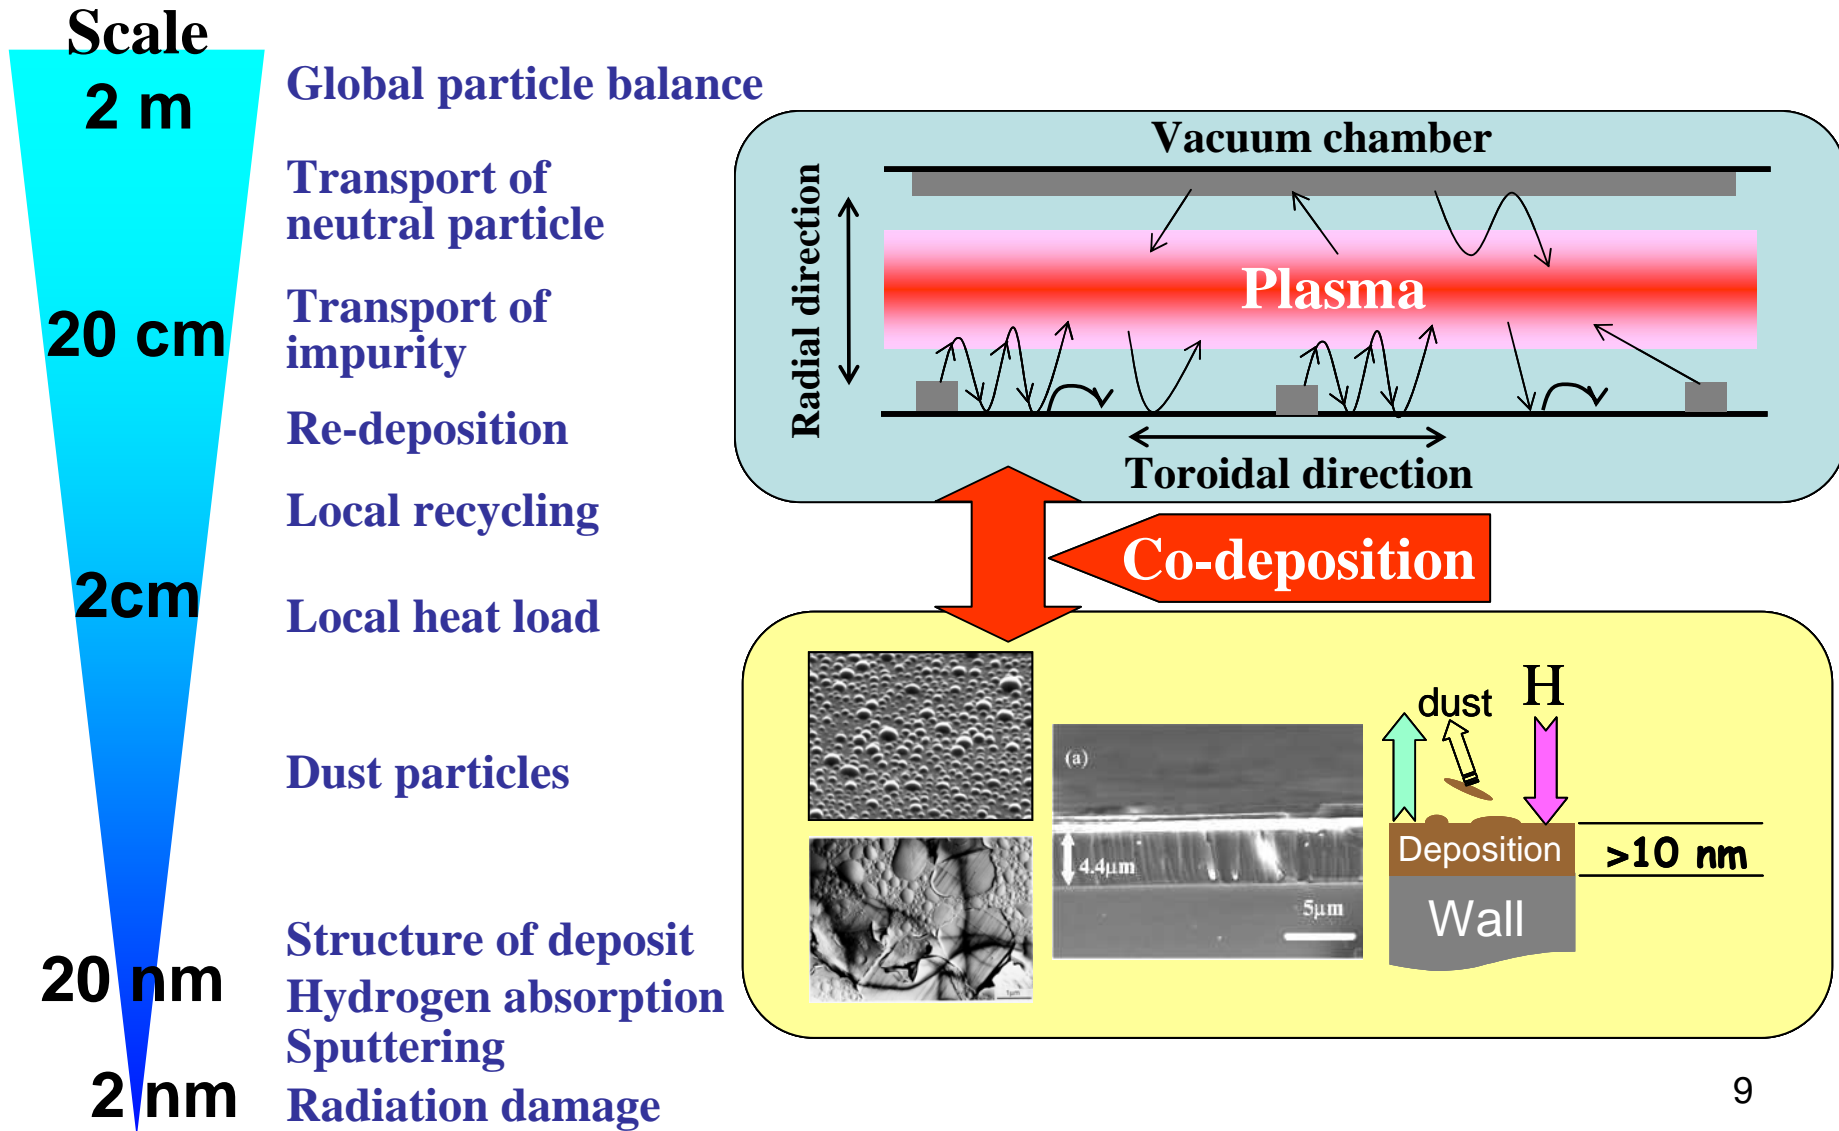 Scale
2 m
20 cm
2cm
20 nm
2 nm
Global particle balance
Transport of
neutral particle
Transport of
impurity
Re-deposition
Local recycling
Local heat load
Dust particles
Structure of deposit
Hydrogen absorption
Sputtering
Radiation damage
Vacuum chamber
Radial direction
Plasma
Toroidal direction
Co-deposition
(a)
4.4μm
5μm
1μm
dust
H
Deposition
>10 nm
Wall
9